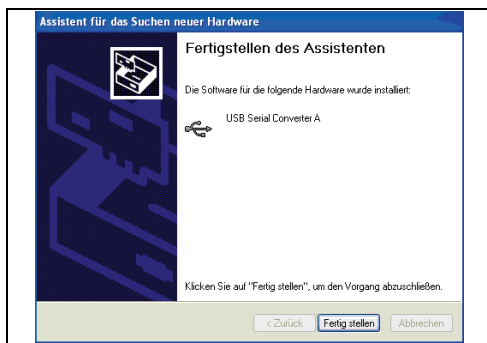 Assistent für das Suchen neuer Hardware
Fertigstellen des Assistenten
Die Software für die folgende Hardware wurde installiert:
USB Serial Converter A
Klicken Sie auf "Fertig stellen", um den Vorgang abzuschließen.
< Zurück Fertig stellen Abbrechen